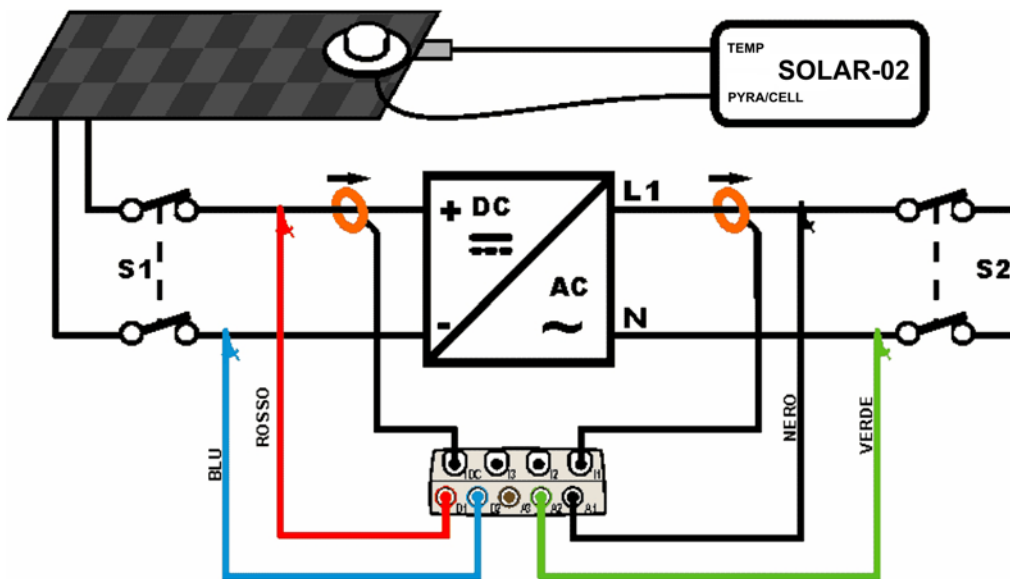 TEMP
SOLAR-02
PYRA/CELL
+ DC
L1
S1
S2
AC
-
~
N
ROSSO
BLU
NERO
VERDE
IDC I3 I2 I1
D1 D2 A3 A2 A1